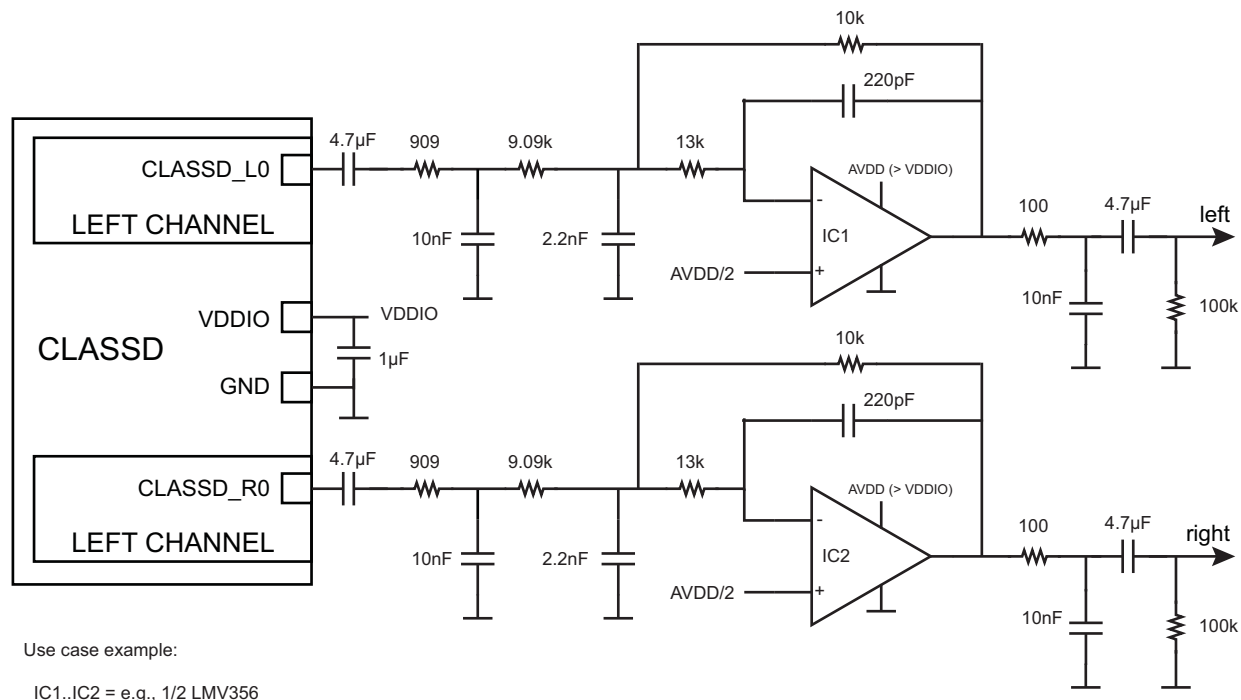 10k
220pF
4.7µF
909
9.09k
13k
CLASSD_L0
AVDD (> VDDIO)
LEFT CHANNEL
10nF
2.2nF
-
IC1
+
AVDD/2
100
4.7µF
left
10nF
100k
VDDIO
VDDIO
CLASSD
1µF
GND
10k
220pF
4.7µF
909
9.09k
13k
CLASSD_R0
AVDD (> VDDIO)
LEFT CHANNEL
10nF
2.2nF
-
IC2
+
AVDD/2
100
4.7µF
right
10nF
100k
Use case example:
IC1..IC2 = e.g., 1/2 LMV356